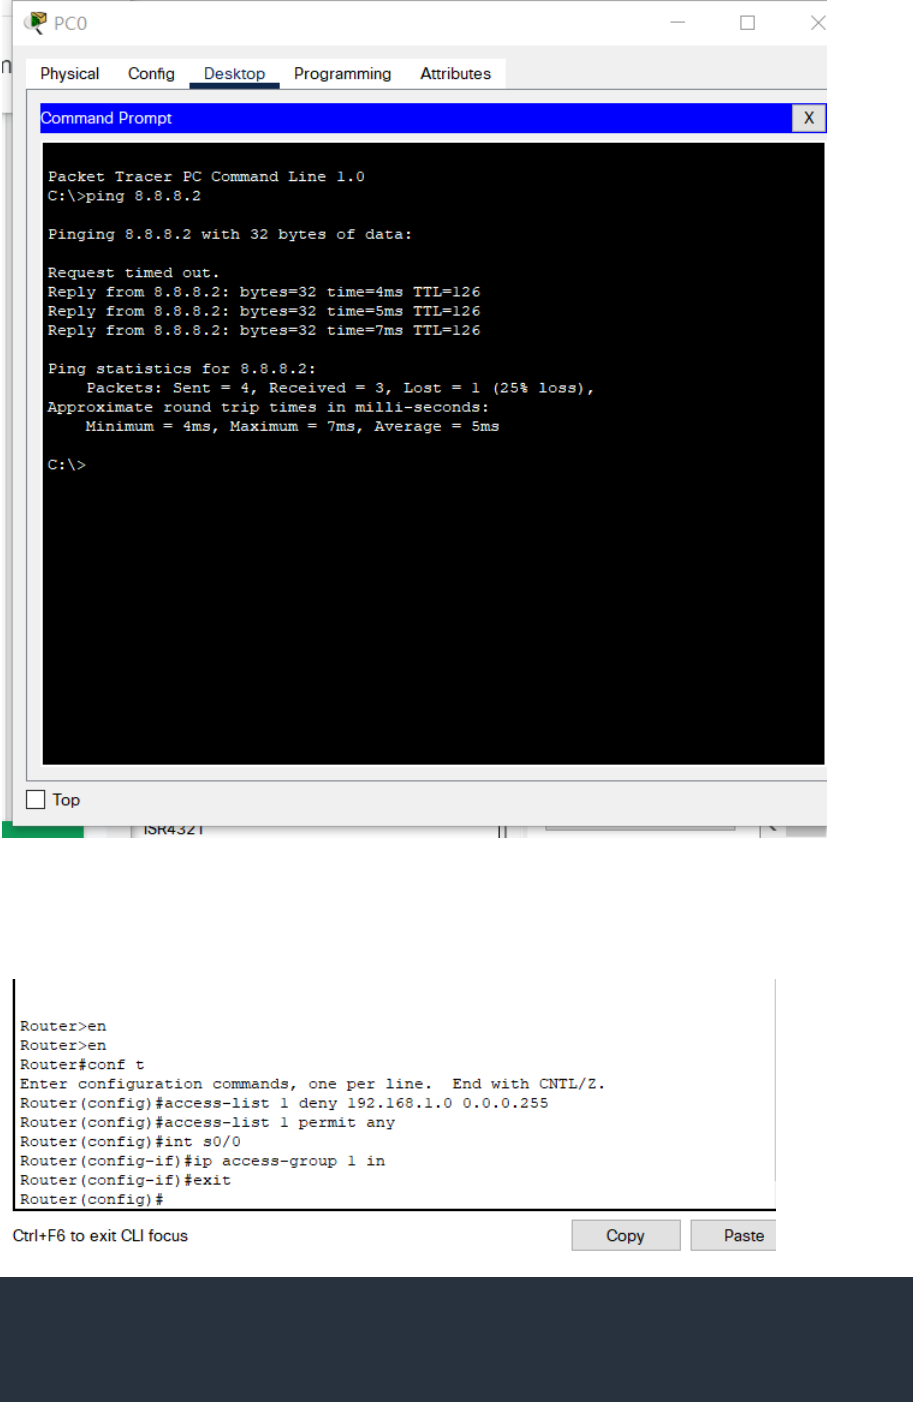 PC0
Physical Config Desktop Programming Attributes
Command Prompt X
Packet Tracer PC Command Line 1.0
C:\>ping 8.8.8.2
Pinging 8.8.8.2 with 32 bytes of data:
Request timed out.
Reply from 8.8.8.2: bytes=32 time=4ms TTL=126
Reply from 8.8.8.2: bytes=32 time=5ms TTL=126
Reply from 8.8.8.2: bytes=32 time=7ms TTL=126
Ping statistics for 8.8.8.2:
Packets: Sent = 4, Received = 3, Lost = 1 (25% loss),
Approximate round trip times in milli-seconds:
Minimum = 4ms, Maximum = 7ms, Average = 5ms
C:\>
Top
ISR4321
Router>en
Router>en
Router#conf t
Enter configuration commands, one per line.  End with CNTL/Z.
Router(config)#access-list 1 deny 192.168.1.0 0.0.0.255
Router(config)#access-list 1 permit any
Router(config)#int s0/0
Router(config-if)#ip access-group 1 in
Router(config-if)#exit
Router(config)#
Ctrl+F6 to exit CLI focus Copy Paste